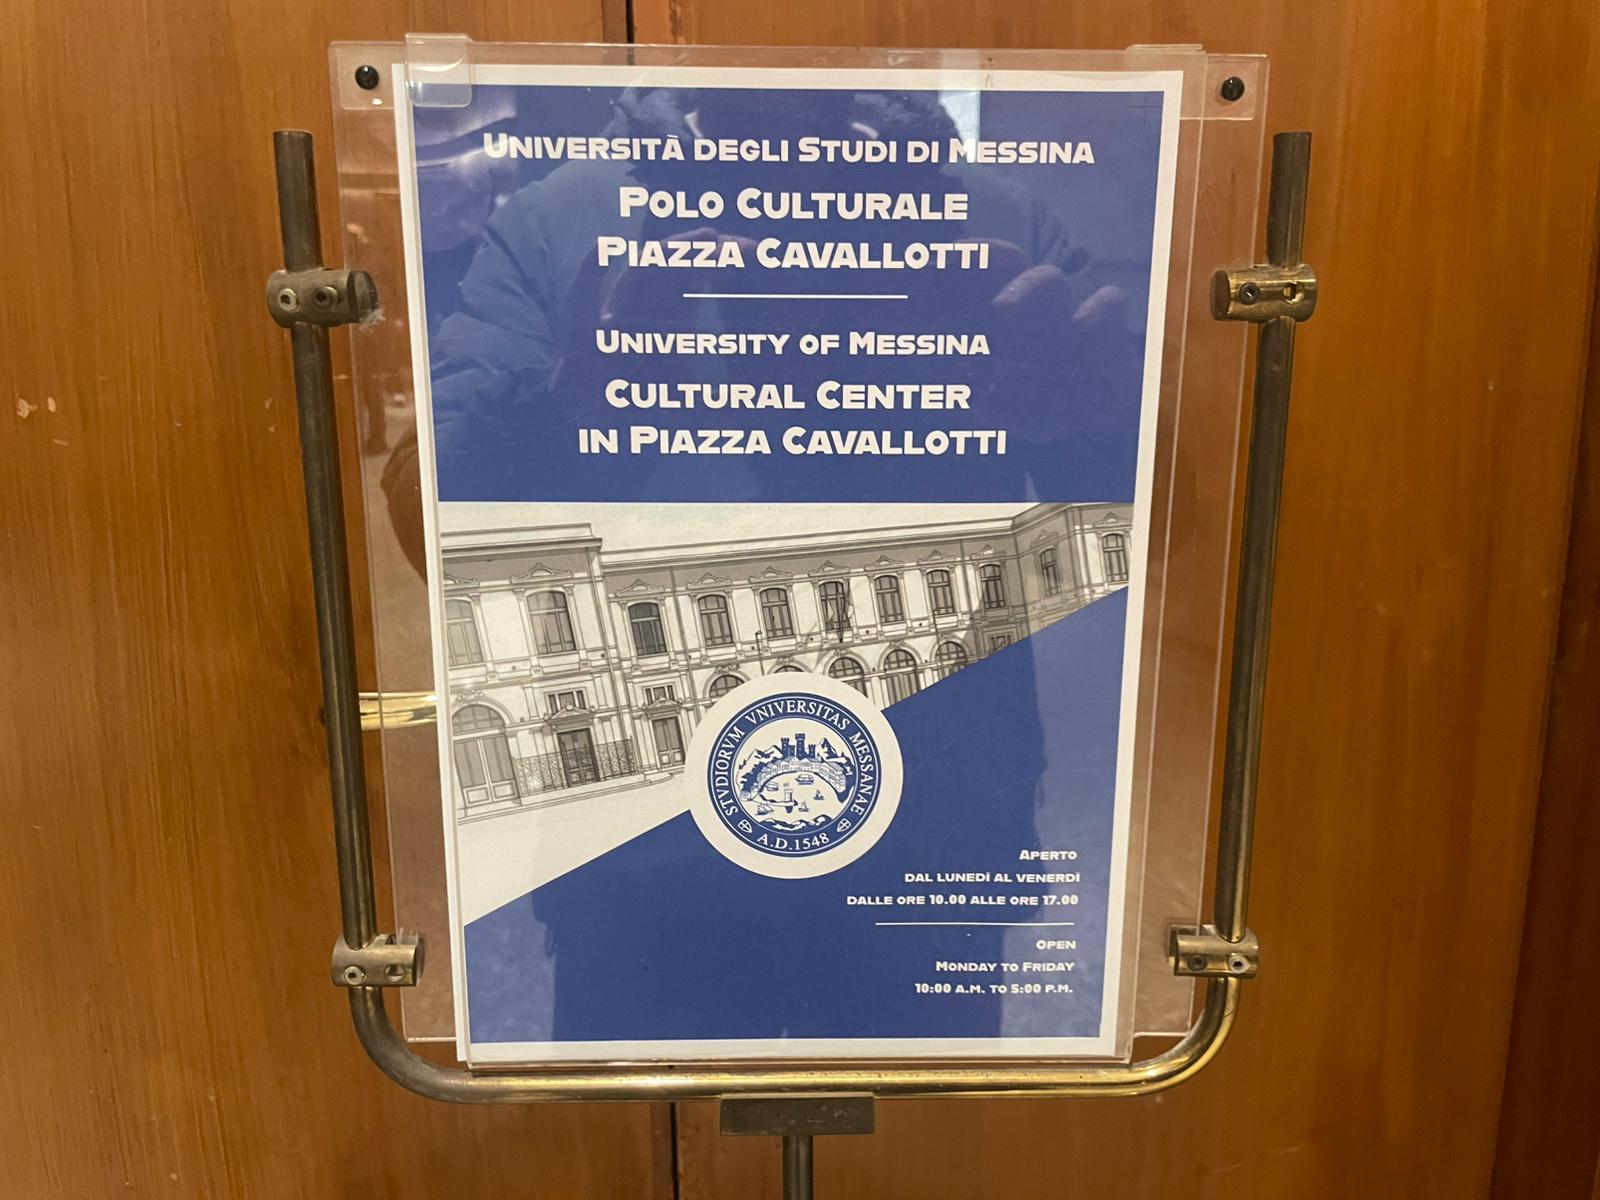 Università degli Studi di Messina
Polo Culturale
Piazza Cavallotti
University of Messina
Cultural Center
in Piazza Cavallotti
STVDIORVM VNIVERSITAS MESSANAE
A.D.1548
Aperto
dal lunedì al venerdì
dalle ore 10.00 alle ore 17.00
Open
Monday to Friday
10:00 a.m. to 5:00 p.m.